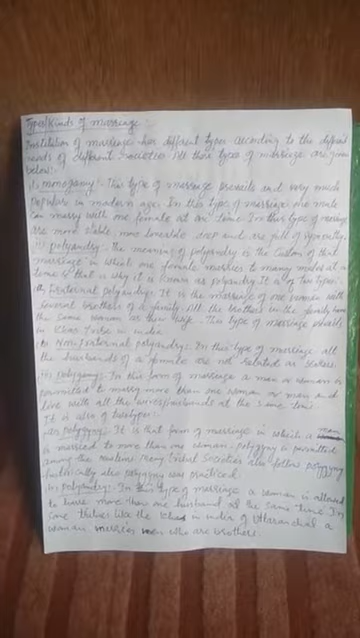 Types/Kinds of marriage :-
Institution of marriage has different types according to the different
needs of different societies. All these types of marriage are given
below:-
(i) monogamy:- This type of marriage prevails and very much
Popular in modern age. In this type of marriage one male
can marry with one female at one time. In this type of marriage
are more stable, more loveable deep and are full of sympathy.
(ii) polyandry:- The meaning of polyandry is the custom of that
marriage in which one female marries to many males at a
time & that is why it is known as polyandry. It is of two types:-
(a) Fraternal polyandry:- It is the marriage of one woman with
several brothers of a family. All the brothers in the family
the same woman as their wife. This type of marriage prevails
in Tribe in india.
(b) Non/Fraternal polyandry:- In this type of marriage all
the husbands of a female are not related as
(iii) polygamy:- In this form of marriage a man or woman is
permitted to marry more than one woman or man and
live with all the wives/husbands at the same time.
It is also of two types:-
(a) polygyny:- It is that form of marriage in which a man
is married to more than one woman. polygyny is permitted
among the muslims. Many Tribal Societies also follow polygyny
historically also polygyny was practiced.
(b) polyandry:- In this type of marriage a woman is allowed
to have more than one husband at the same time. In
some tribes like the in india of Uttaranchal a
woman marries men who are brothers.